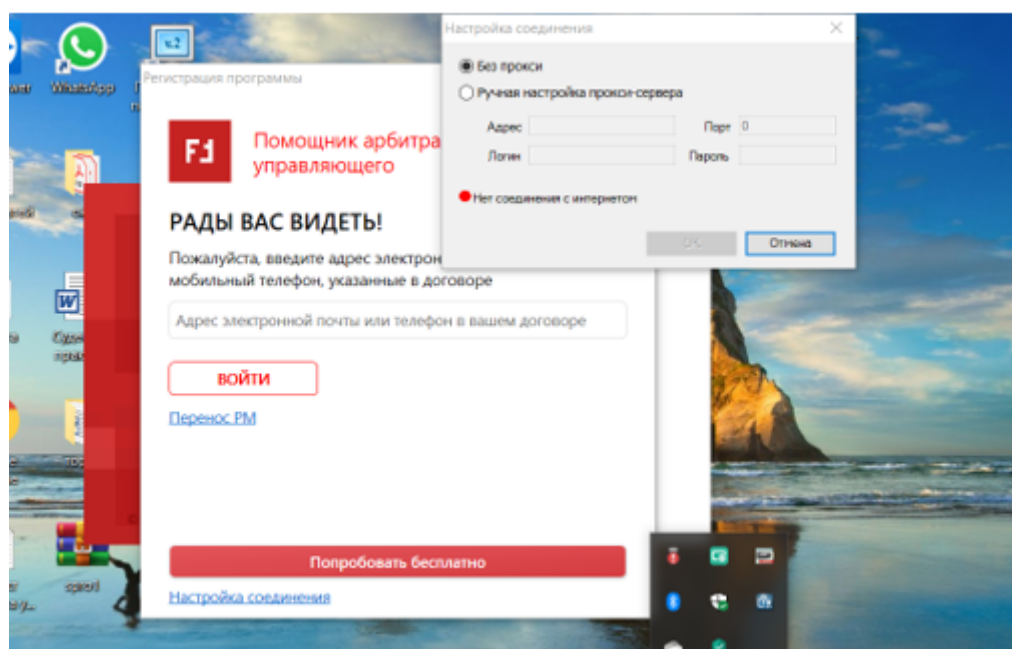 Настройка соединения
Без прокси
Ручная настройка прокси-сервера
Адрес
Порт 0
Логин
Пароль
Нет соединения с интернетом
OK
Отмена
v.2
WhatsApp
Регистрация программы
Помощник арбитра
управляющего
РАДЫ ВАС ВИДЕТЬ!
Пожалуйста, введите адрес электрон
мобильный телефон, указанные в договоре
Адрес электронной почты или телефон в вашем договоре
ВОЙТИ
Перенос РМ
Попробовать бесплатно
Настройка соединения